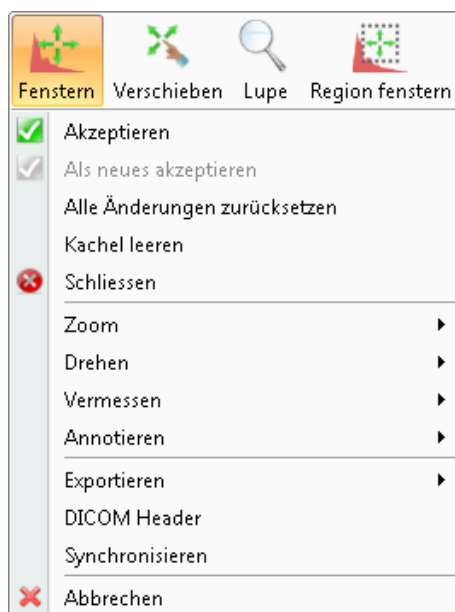 Fenstern Verschieben Lupe Region fenstern
Akzeptieren
Als neues akzeptieren
Alle Änderungen zurücksetzen
Kachel leeren
Schliessen
Zoom
Drehen
Vermessen
Annotieren
Exportieren
DICOM Header
Synchronisieren
Abbrechen